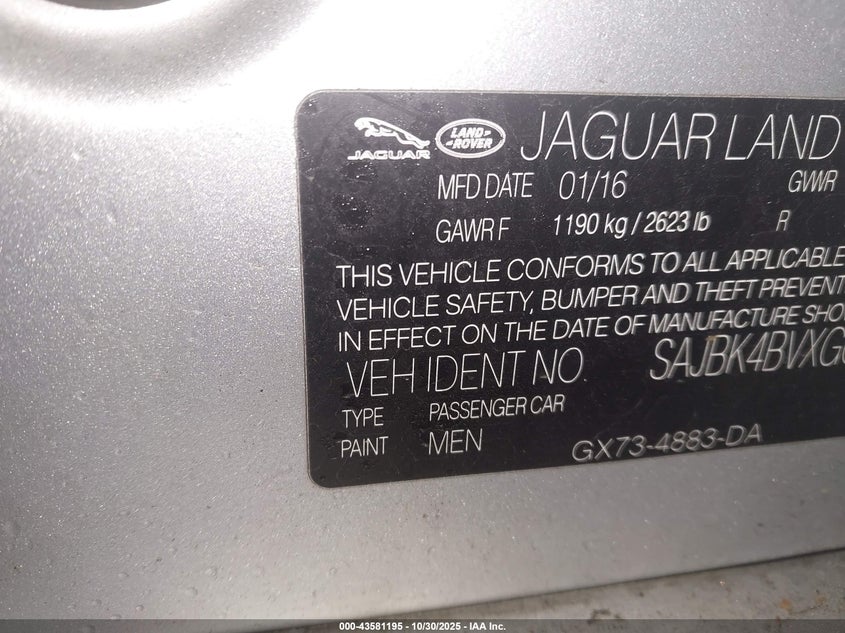 JAGUAR LAND-ROVER JAGUAR LAND
MFD DATE 01/16 GVWR
GAWR F 1190 kg / 2623 lb R
THIS VEHICLE CONFORMS TO ALL APPLICABLE
VEHICLE SAFETY, BUMPER AND THEFT PREVENT
IN EFFECT ON THE DATE OF MANUFACTURE SHO
VEH IDENT NO SAJBK4BVXG
TYPE PASSENGER CAR
PAINT MEN GX73-4883-DA
000-43581195 - 10/30/2025 - IAA Inc.